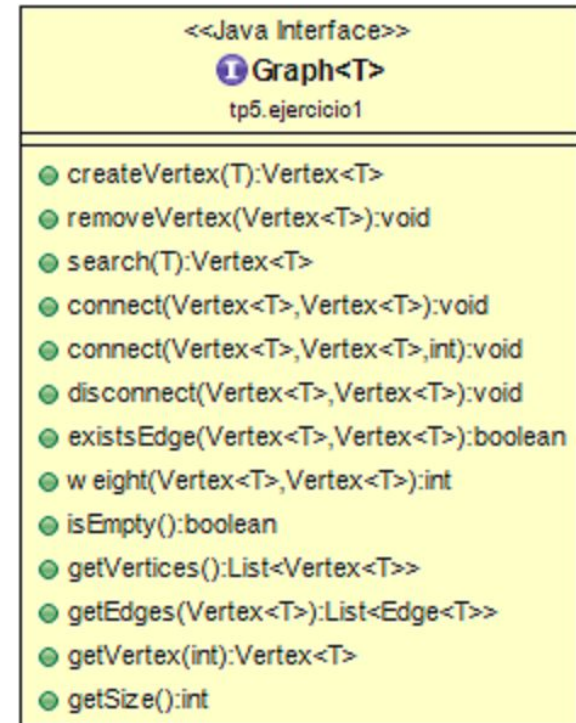 <<Java Interface>>
I Graph<T>
tp5.ejercicio1
createVertex(T):Vertex<T>
removeVertex(Vertex<T>):void
search(T):Vertex<T>
connect(Vertex<T>,Vertex<T>):void
connect(Vertex<T>,Vertex<T>,int):void
disconnect(Vertex<T>,Vertex<T>):void
existsEdge(Vertex<T>,Vertex<T>):boolean
w eight(Vertex<T>,Vertex<T>):int
isEmpty():boolean
getVertices():List<Vertex<T>>
getEdges(Vertex<T>):List<Edge<T>>
getVertex(int):Vertex<T>
getSize():int